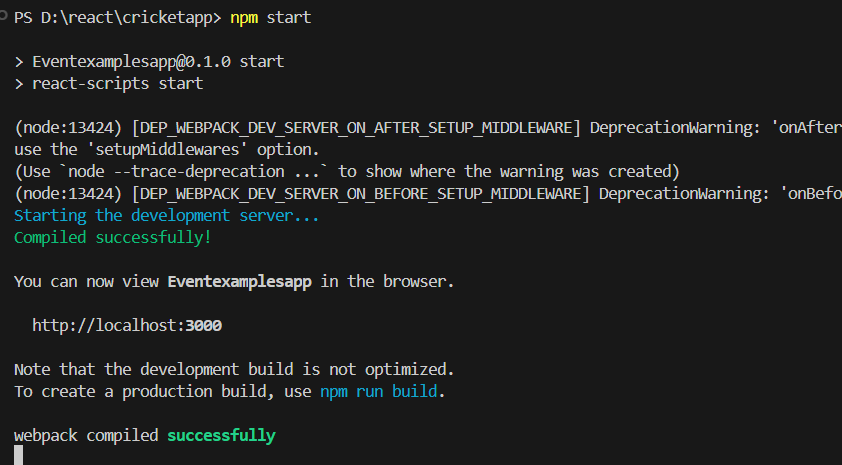 PS D:\react\cricketapp> npm start
> Eventexamplesapp@0.1.0 start
> react-scripts start
(node:13424) [DEP_WEBPACK_DEV_SERVER_ON_AFTER_SETUP_MIDDLEWARE] DeprecationWarning: 'onAfter
use the 'setupMiddlewares' option.
(Use `node --trace-deprecation ...` to show where the warning was created)
(node:13424) [DEP_WEBPACK_DEV_SERVER_ON_BEFORE_SETUP_MIDDLEWARE] DeprecationWarning: 'onBefo
Starting the development server...
Compiled successfully!
You can now view Eventexamplesapp in the browser.
http://localhost:3000
Note that the development build is not optimized.
To create a production build, use npm run build.
webpack compiled successfully